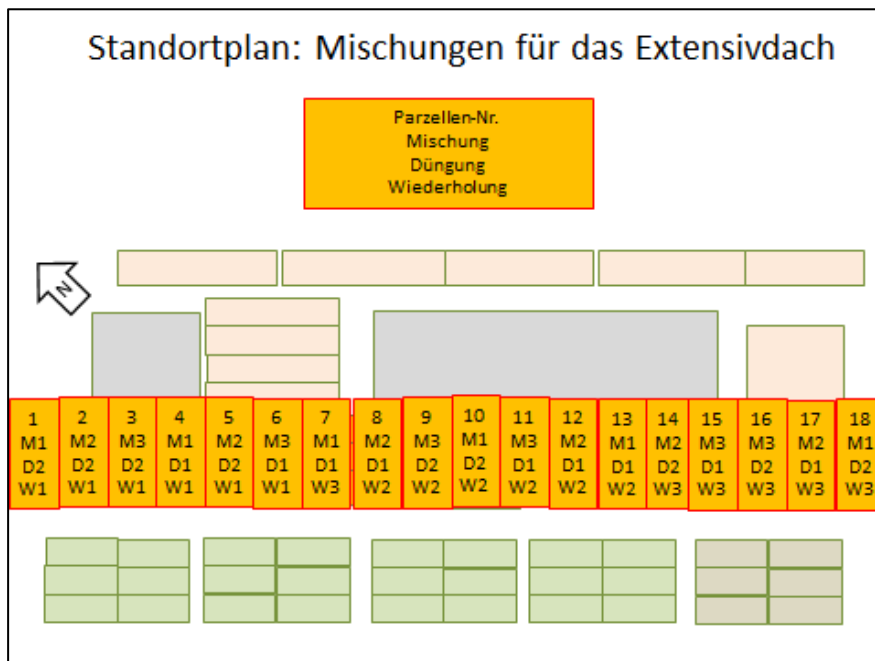 Standortplan: Mischungen für das Extensivdach
Parzellen-Nr.
Mischung
Düngung
Wiederholung
N
1 2 3 4 5 6 7 8 9 10 11 12 13 14 15 16 17 18
M1 M2 M3 M1 M2 M3 M1 M2 M3 M1 M3 M2 M1 M2 M3 M3 M2 M1
D2 D2 D2 D1 D2 D1 D1 D1 D2 D2 D1 D1 D1 D2 D1 D2 D1 D2
W1 W1 W1 W1 W1 W1 W3 W2 W2 W2 W2 W2 W2 W3 W3 W3 W3 W3